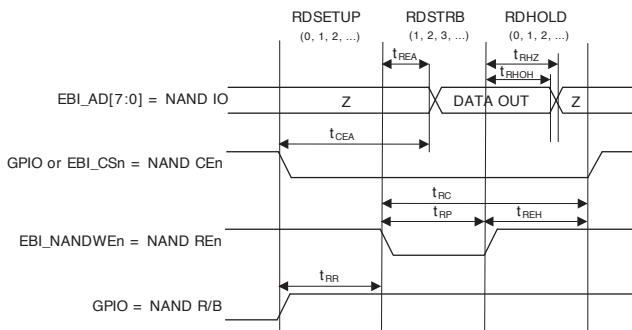 RDSETUP RDSTRB RDHOLD
(0, 1, 2, ...) (1, 2, 3, ...) (0, 1, 2, ...)
tREA tRHZ
tRHOH
EBI_AD[7:0] = NAND IO Z DATA OUT Z
tCEA
GPIO or EBI_CSn = NAND CEn
tRC
tRP tREH
EBI_NANDWEn = NAND REn
tRR
GPIO = NAND R/B